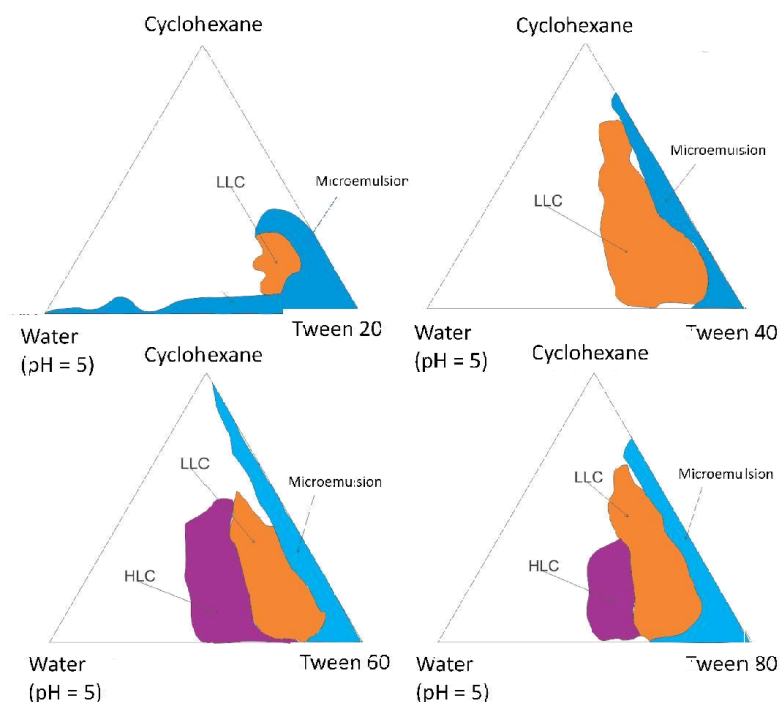 Cyclohexane
LLC
Microemulsion
Water
(pH = 5)
Tween 20
Cyclohexane
Microemulsion
LLC
Water
(pH = 5)
Tween 40
Cyclohexane
LLC
Microemulsion
HLC
Water
(pH = 5)
Tween 60
Cyclohexane
LLC
Microemulsion
HLC
Water
(pH = 5)
Tween 80